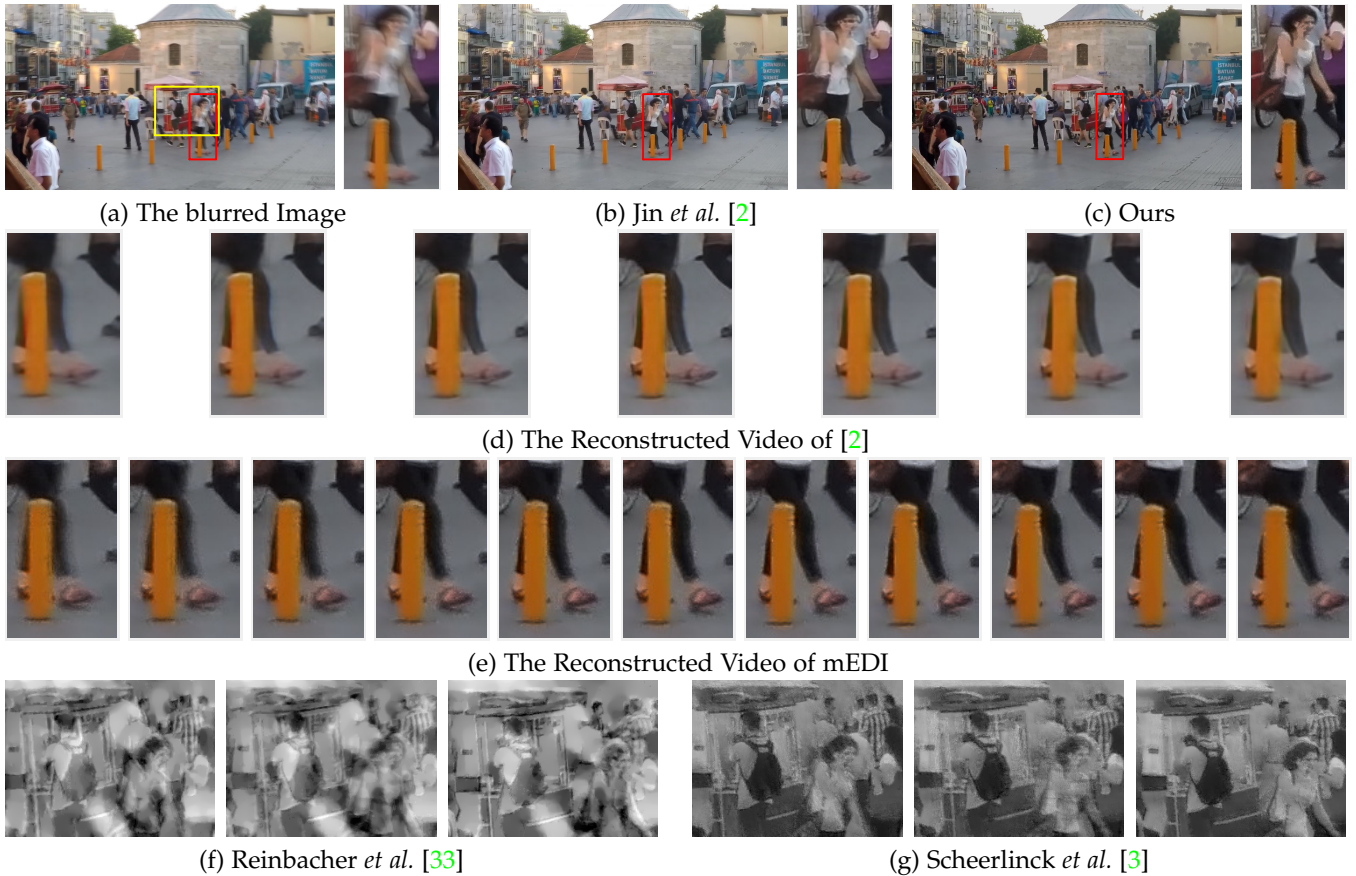 (a) The blurred Image
(b) Jin et al. [2]
(c) Ours
(d) The Reconstructed Video of [2]
(e) The Reconstructed Video of mEDI
(f) Reinbacher et al. [33]
(g) Scheerlinck et al. [3]